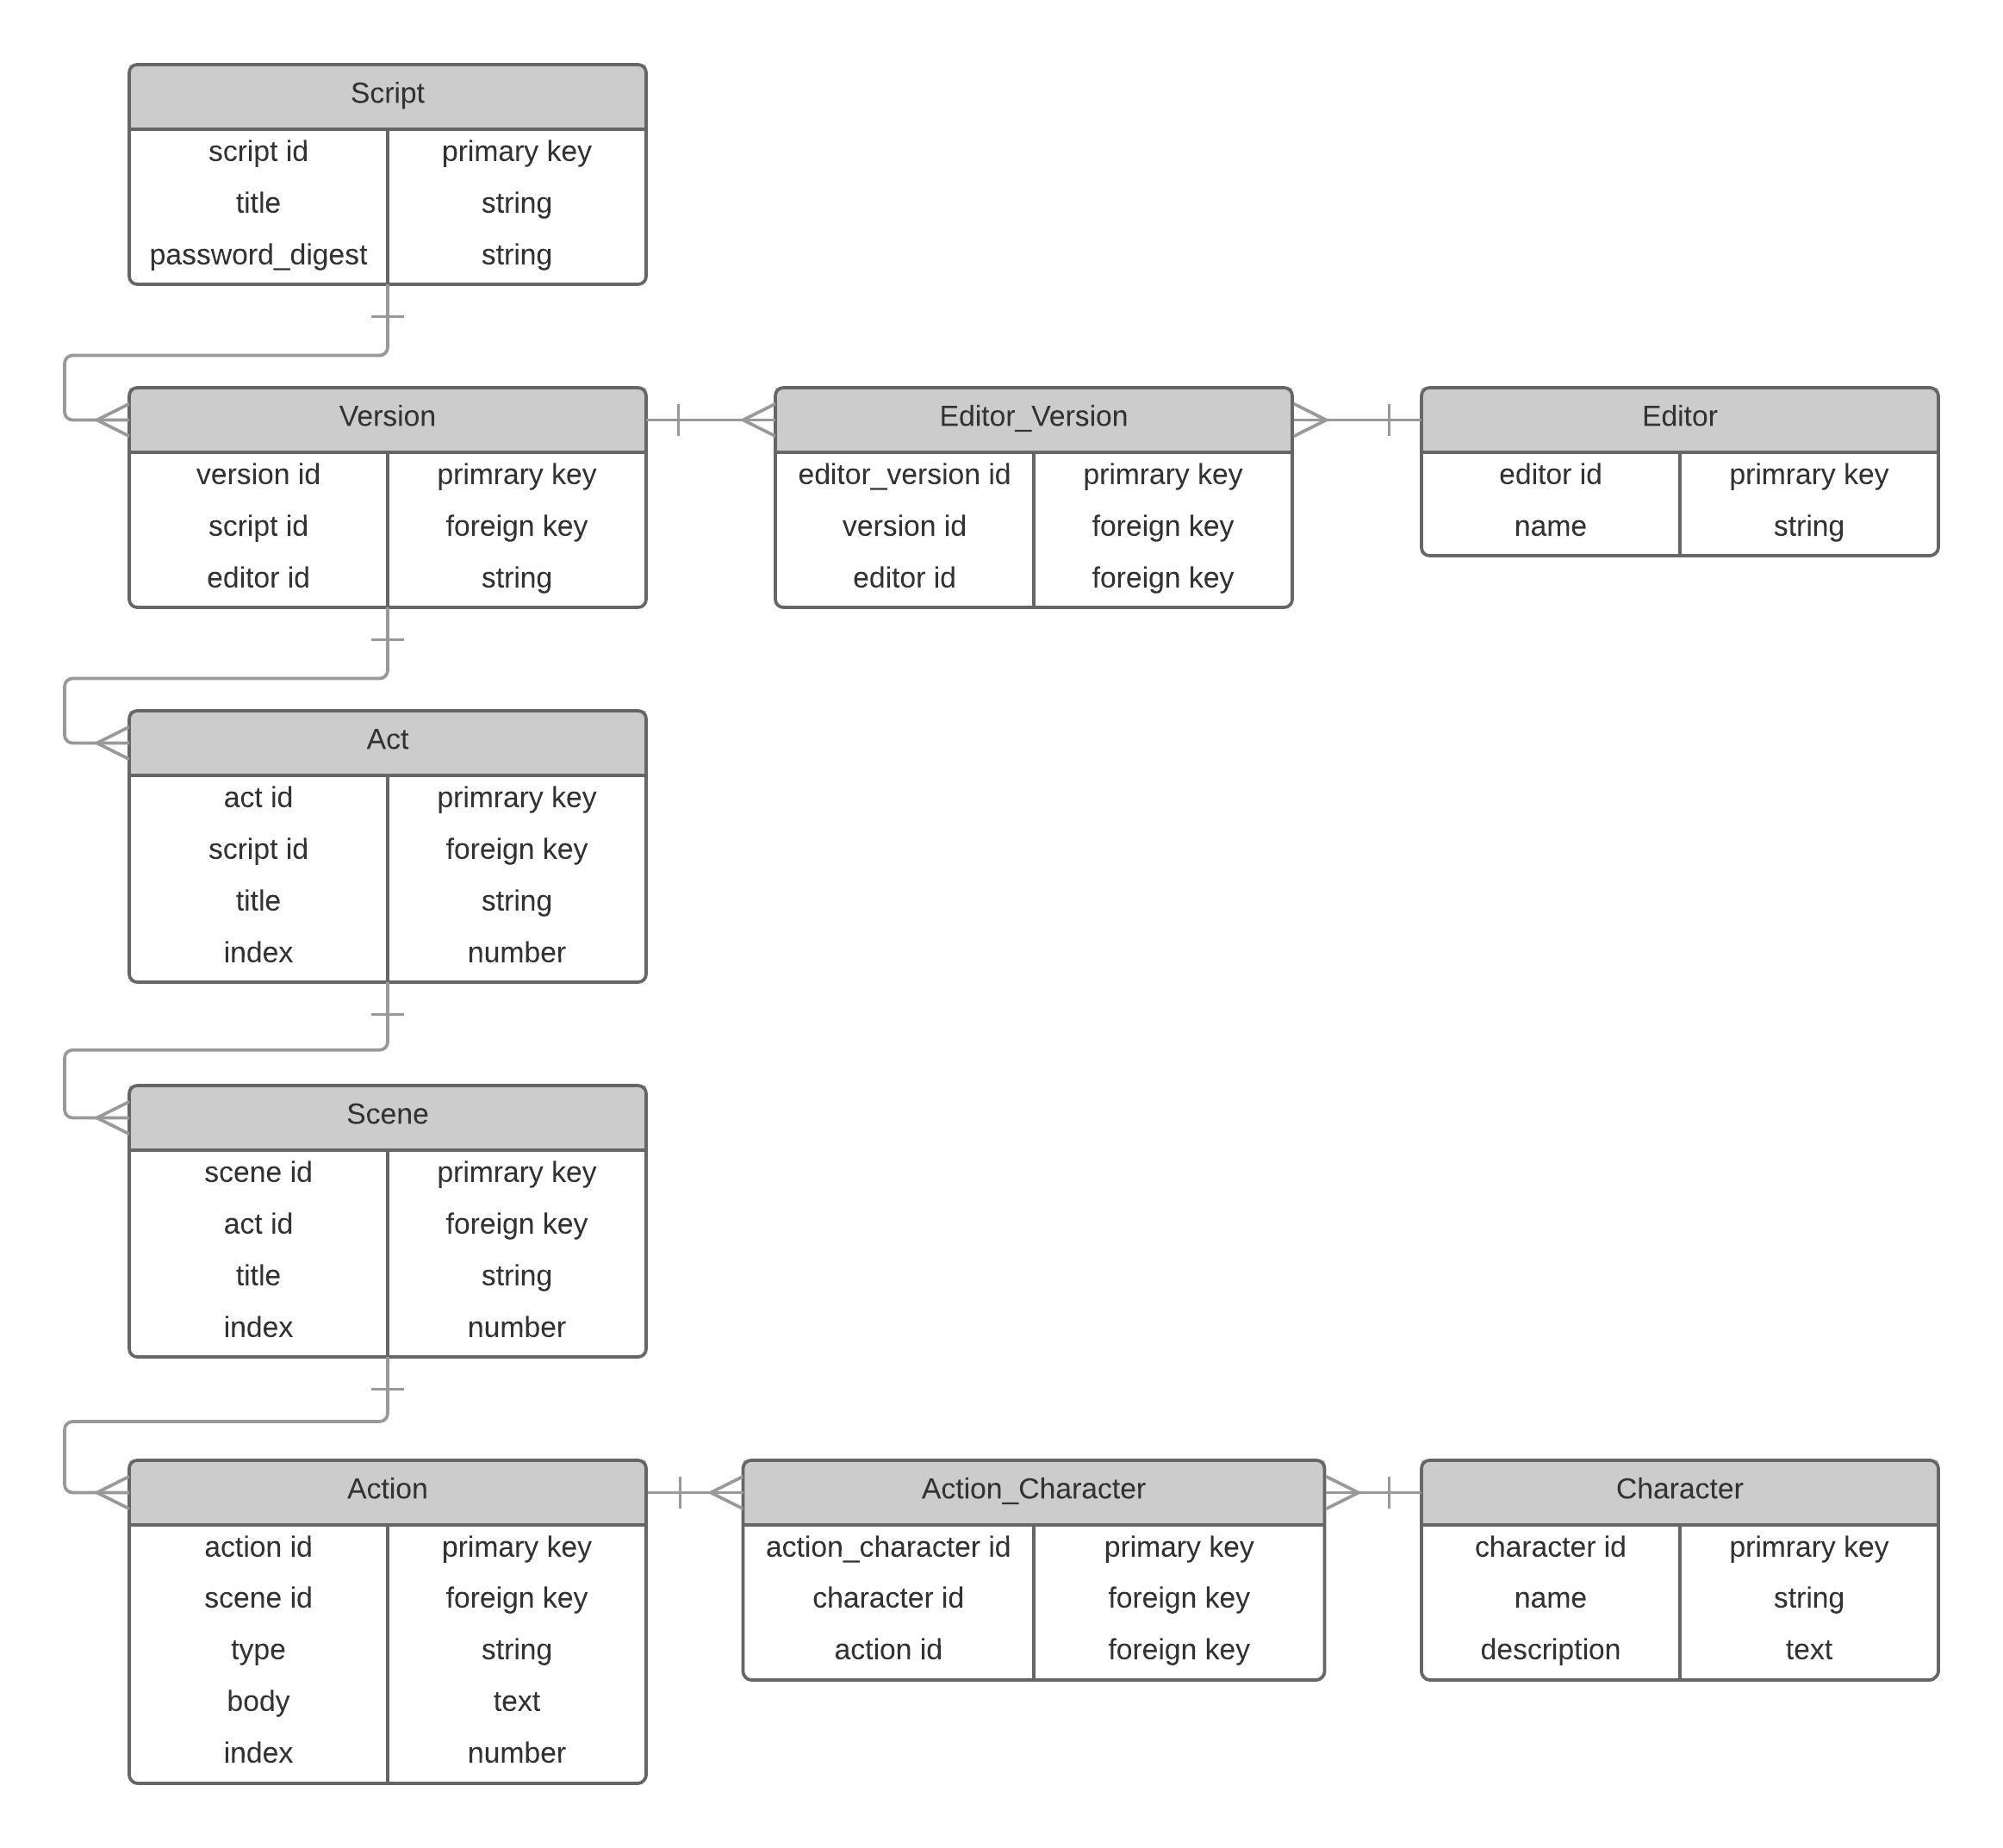 Script
script id primary key
title string
password_digest string
Version Editor_Version Editor
version id primrary key editor_version id primrary key editor id primrary key
script id foreign key version id foreign key name string
editor id string editor id foreign key
Act
act id primrary key
script id foreign key
title string
index number
Scene
scene id primrary key
act id foreign key
title string
index number
Action Action_Character Character
action id primary key action_character id primary key character id primrary key
scene id foreign key character id foreign key name string
type string action id foreign key description text
body text
index number